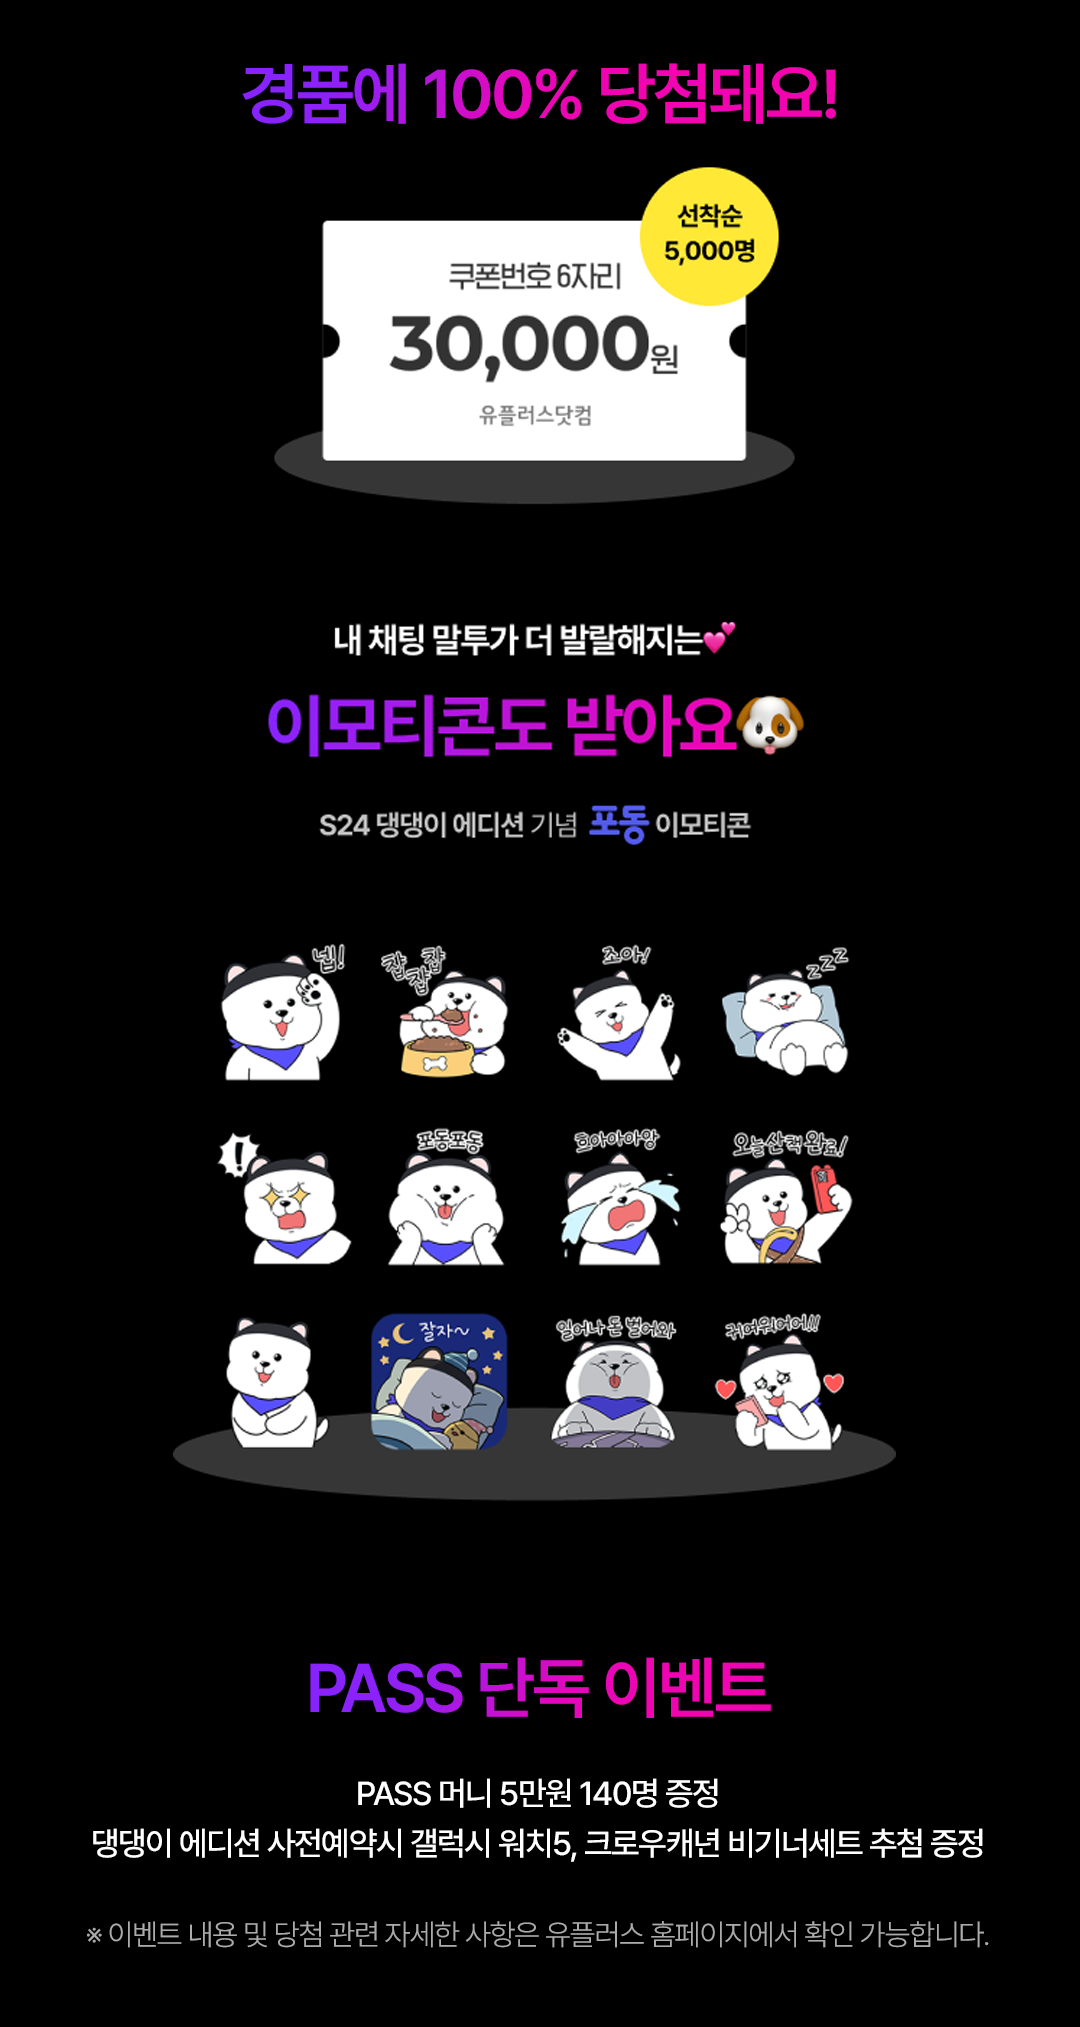 경품에 100% 당첨돼요!
선착순
5,000명
쿠폰번호 6자리
30,000원
유플러스닷컴
내 채팅 말투가 더 발랄해지는💕
이모티콘도 받아요🐶
S24 댕댕이 에디션 기념 포동 이모티콘
넵!
찹 찹 찹
조아!
z z z
!
포동포동
흐아아아앙
오늘산책 완료!
잘자~
일어나 돈 벌어와
귀여워어어!!
PASS 단독 이벤트
PASS 머니 5만원 140명 증정
댕댕이 에디션 사전예약시 갤럭시 워치5, 크로우캐년 비기너세트 추첨 증정
※ 이벤트 내용 및 당첨 관련 자세한 사항은 유플러스 홈페이지에서 확인 가능합니다.